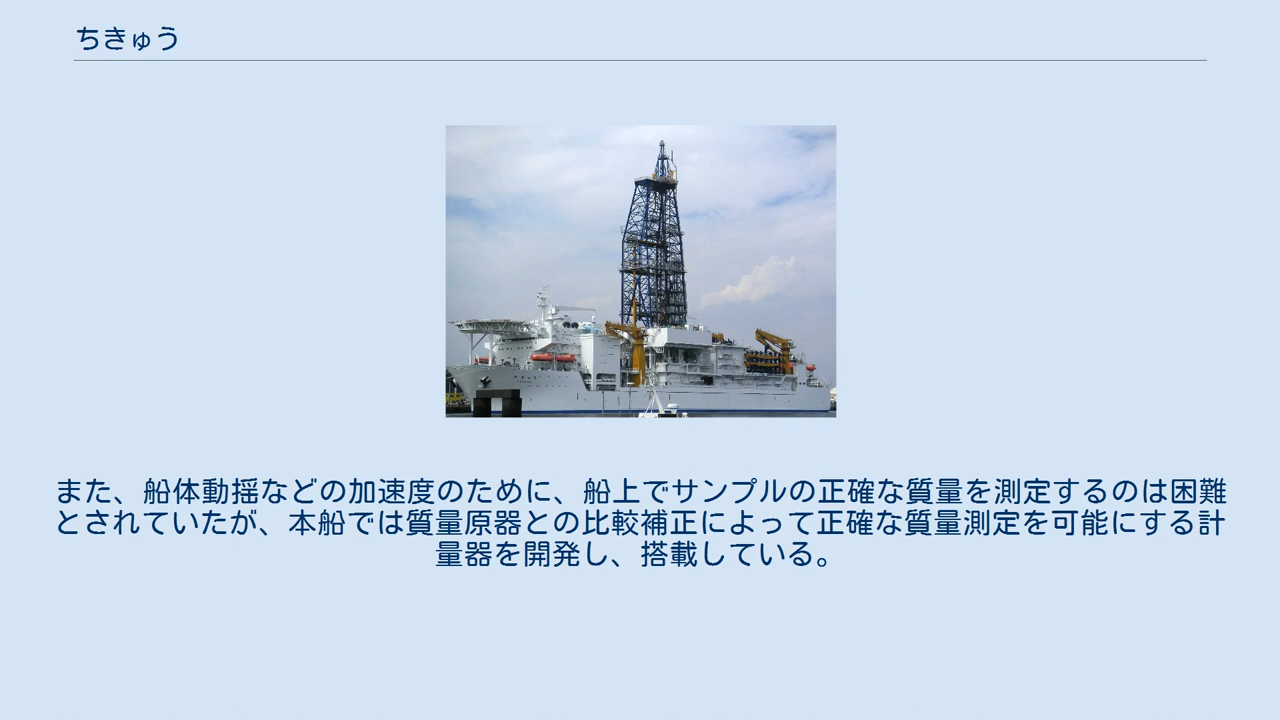 ちきゅう
また、船体動揺などの加速度のために、船上でサンプルの正確な質量を測定するのは困難
とされていたが、本船では質量原器との比較補正によって正確な質量測定を可能にする計
量器を開発し、搭載している。